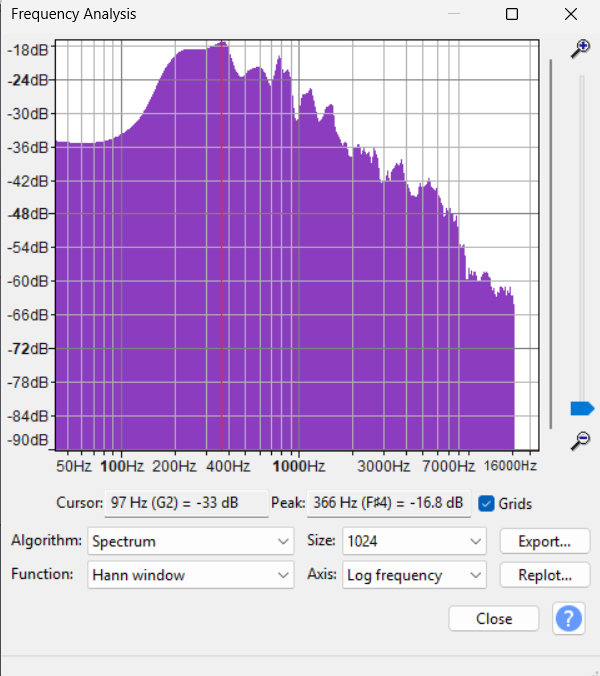 Frequency Analysis
-18dB
-24dB
-30dB
-36dB
-42dB
-48dB
-54dB
-60dB
-66dB
-72dB
-78dB
-84dB
-90dB
50Hz 100Hz 200Hz 400Hz 1000Hz 3000Hz 7000Hz 16000Hz
Cursor: 97 Hz (G2) = -33 dB Peak: 366 Hz (F♯4) = -16.8 dB Grids
Algorithm: Spectrum Size: 1024 Export...
Function: Hann window Axis: Log frequency Replot...
Close ?